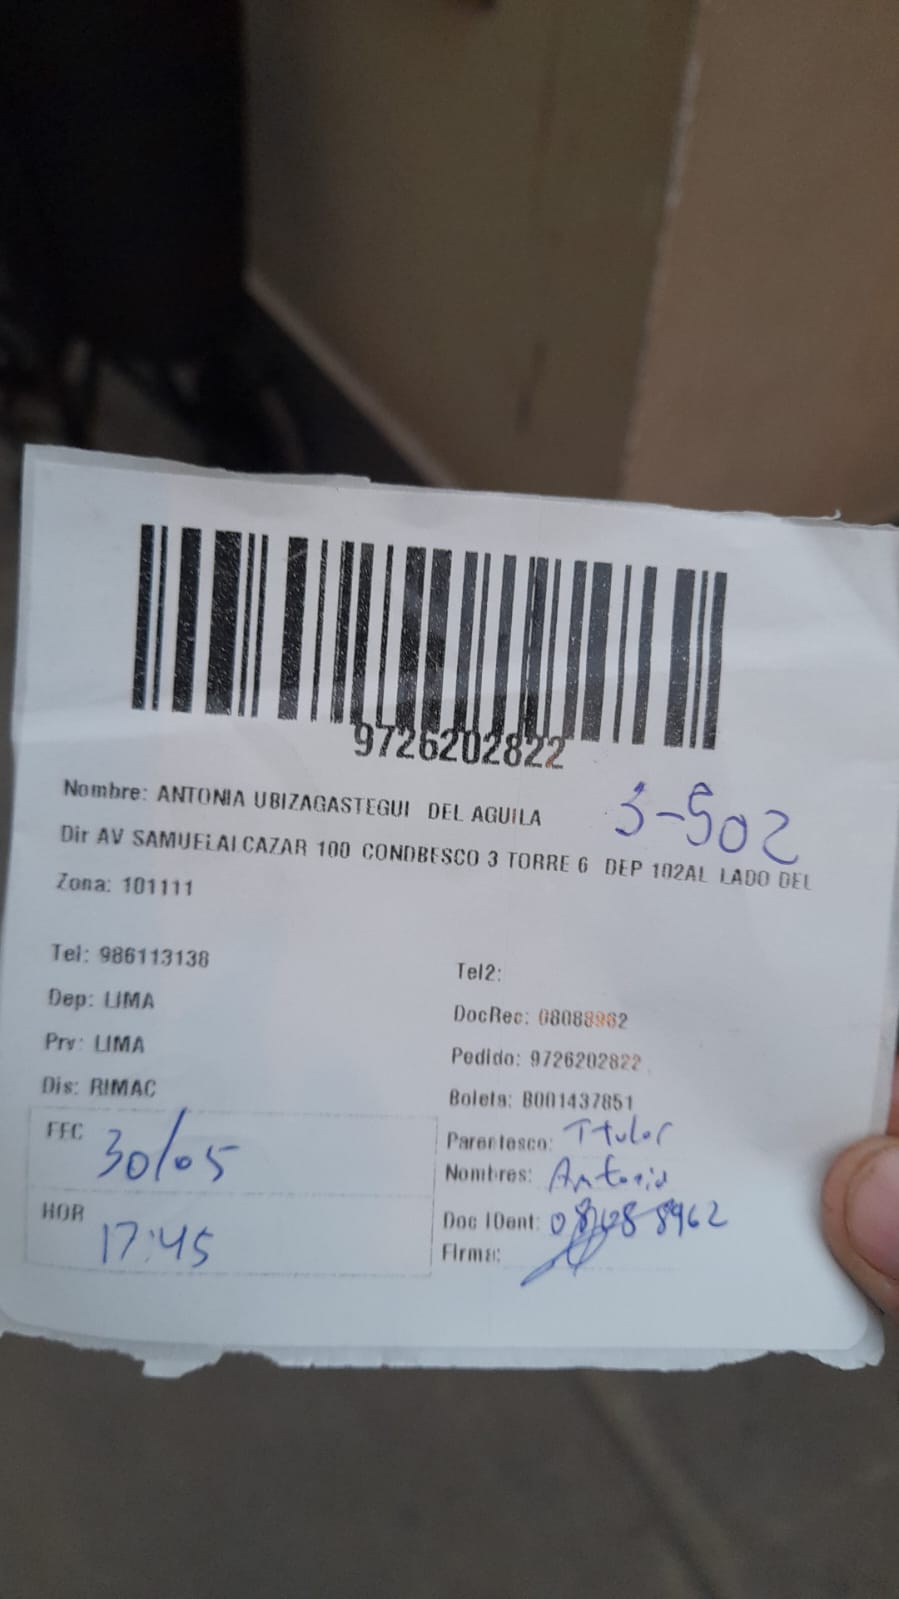 9726202822
Nombre: ANTONIA UBIZAGASTEGUI DEL AGUILA
3-502
Dir AV SAMUELALCAZAR 100 CONDBESCO 3 TORRE 6 DEP 102AL LADO DEL
Zona: 101111
Tel: 986113138
Tel2:
Dep: LIMA
DocRec: 08088962
Prv: LIMA
Pedido: 9726202822
Dis: RIMAC
Boleta: B001437851
FEC 30/05
Parentesco: Titular
Nombres: Antonia
HOR 17:45
Doc IDent:
Firma: